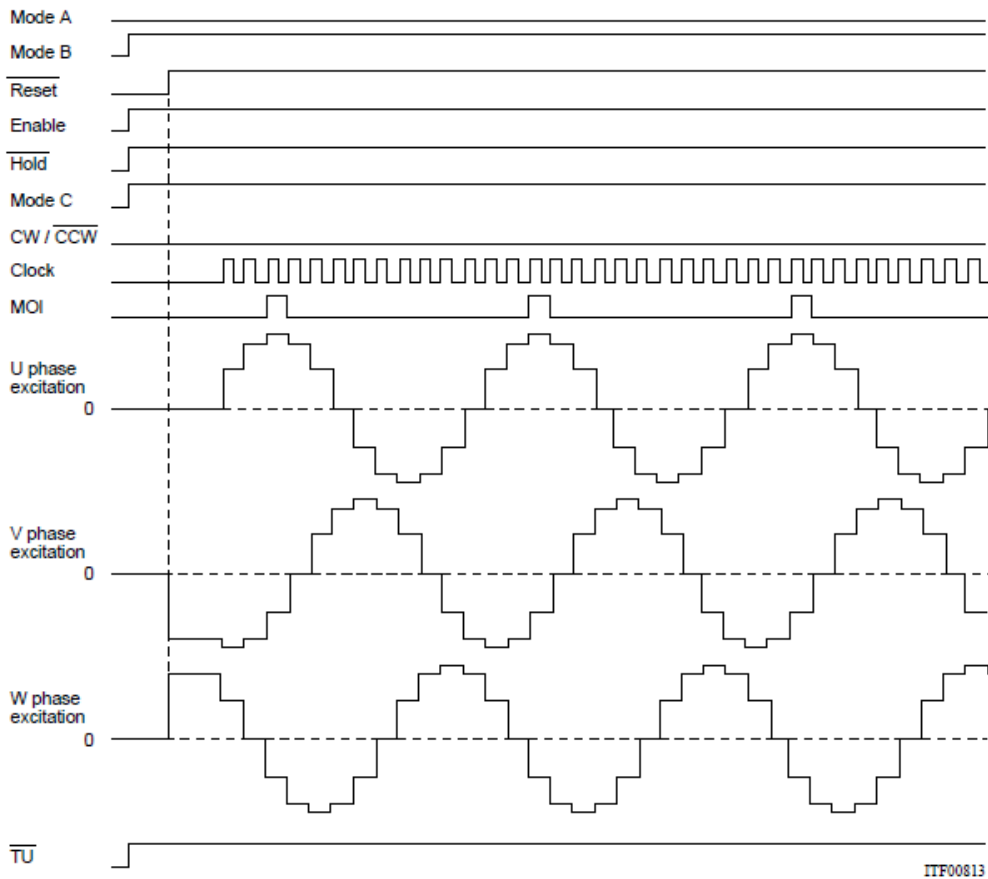 Mode A
Mode B
Reset
Enable
Hold
Mode C
CW / CCW
Clock
MOI
U phase
excitation
0
V phase
excitation
0
W phase
excitation
0
TU
ITF00813